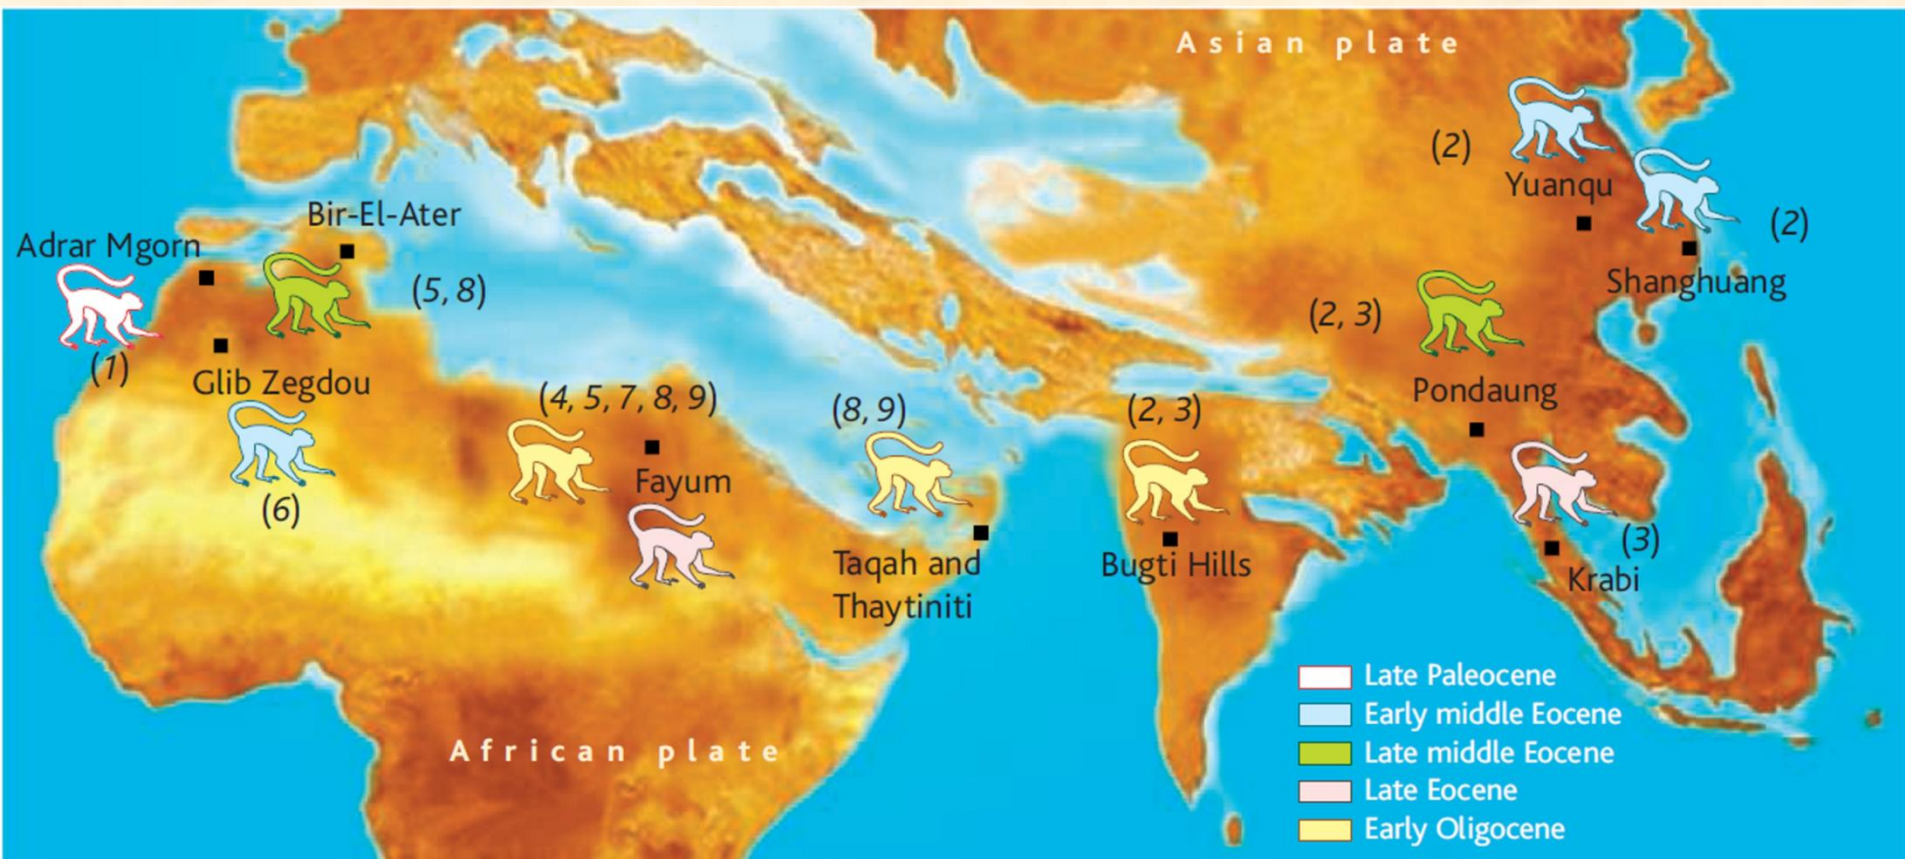 Asian plate
(2)
Yuanqu
(2)
Shanghuang
Bir-El-Ater
Adrar Mgorn
(5, 8)
(1)
Glib Zegdou
(6)
(2, 3)
Pondaung
(4, 5, 7, 8, 9)
Fayum
(8, 9)
Taqah and
Thaytiniti
(2, 3)
Bugti Hills
(3)
Krabi
African plate
Late Paleocene
Early middle Eocene
Late middle Eocene
Late Eocene
Early Oligocene